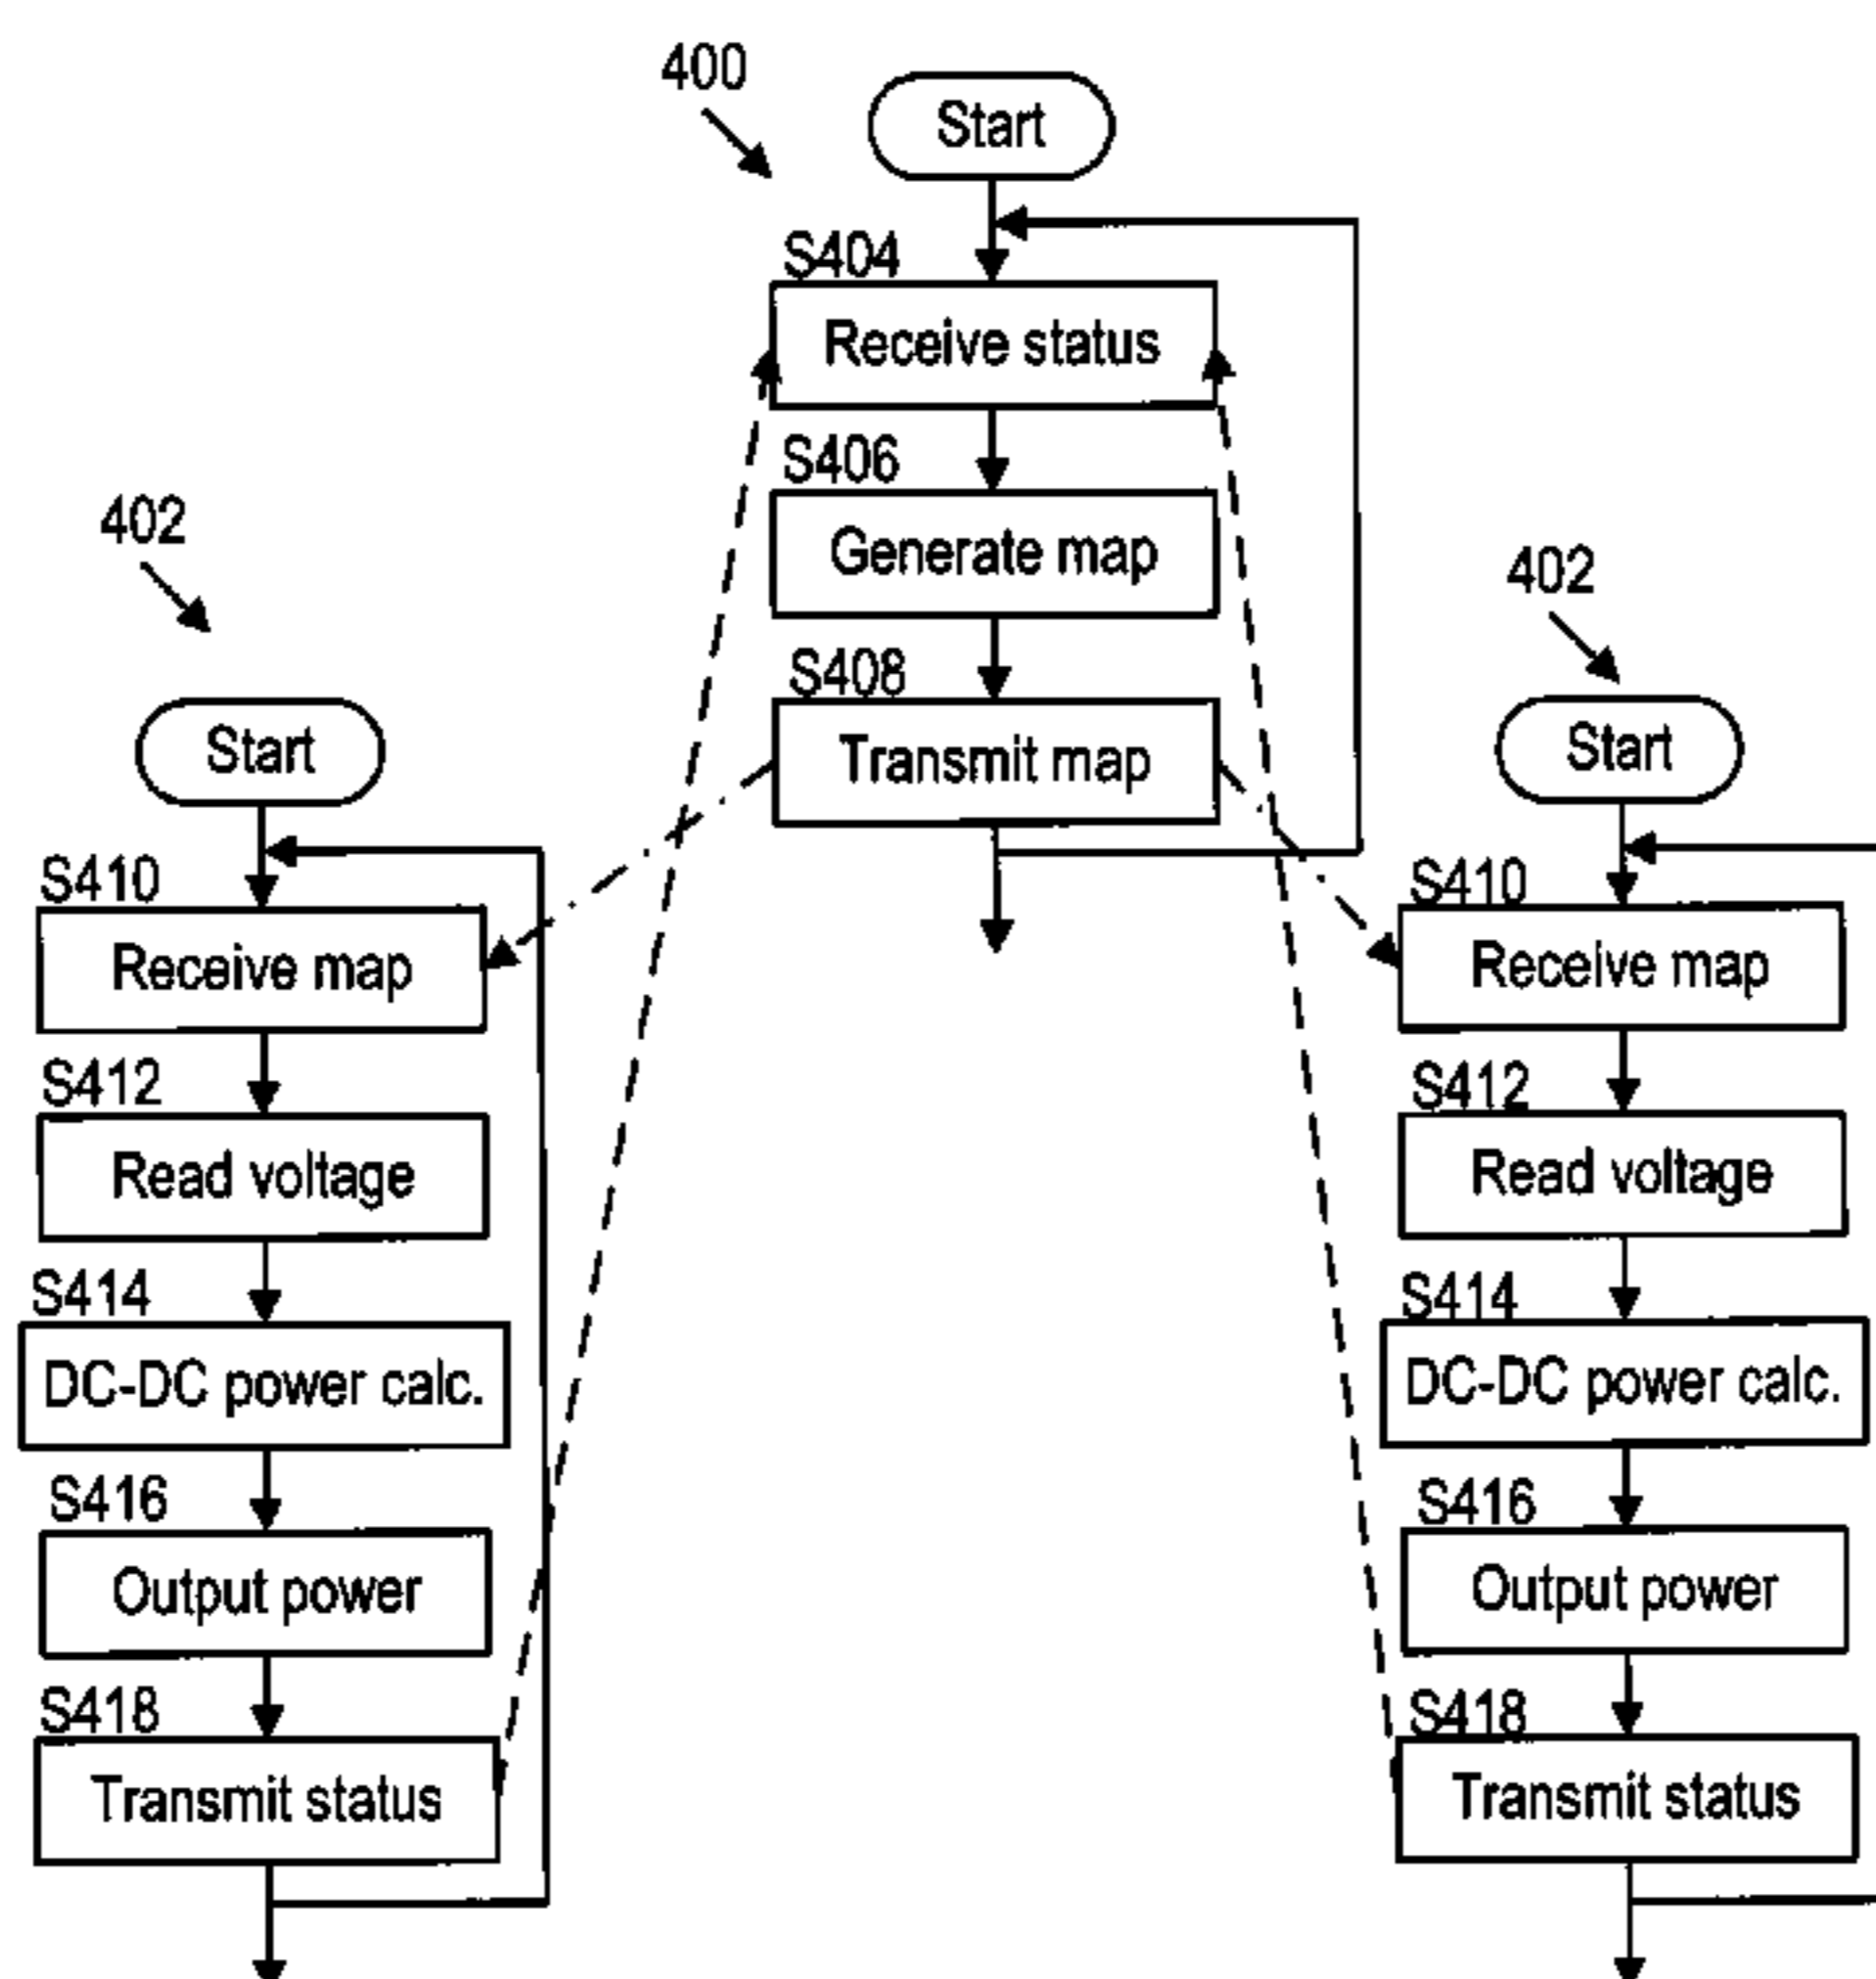 400
Start
S404
Receive status
S406
Generate map
S408
Transmit map
402
Start
S410
Receive map
S412
Read voltage
S414
DC-DC power calc.
S416
Output power
S418
Transmit status
402
Start
S410
Receive map
S412
Read voltage
S414
DC-DC power calc.
S416
Output power
S418
Transmit status